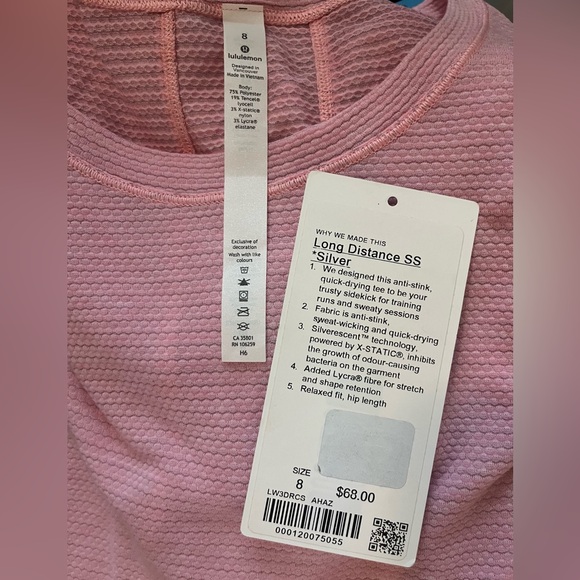 8
lululemon
Designed in
Vancouver
Made in Vietnam
Body:
75% Polyester
19% Tencel®
lyocell
3% X-static®
nylon
3% Lycra®
elastane
Exclusive of
decoration
Wash with like
colours
CA 35801
RN 106259
H6
WHY WE MADE THIS
Long Distance SS
*Silver
1. We designed this anti-stink,
quick-drying tee to be your
trusty sidekick for training
runs and sweaty sessions
2. Fabric is anti-stink,
sweat-wicking and quick-drying
3. Silverescent™ technology,
powered by X-STATIC®, inhibits
the growth of odour-causing
bacteria on the garment
4. Added Lycra® fibre for stretch
and shape retention
5. Relaxed fit, hip length
SIZE
8 $68.00
LW3DRCS AHAZ
000120075055